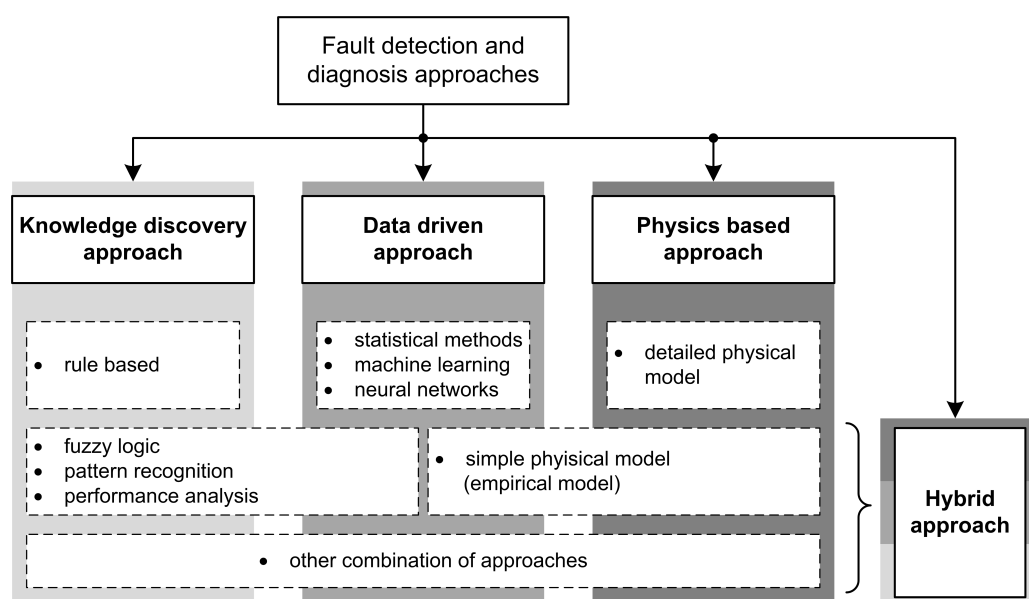 Fault detection and
diagnosis approaches
Knowledge discovery
approach
Data driven
approach
Physics based
approach
• rule based
• statistical methods
• machine learning
• neural networks
• detailed physical
model
• fuzzy logic
• pattern recognition
• performance analysis
• simple phyisical model
(empirical model)
Hybrid
approach
• other combination of approaches